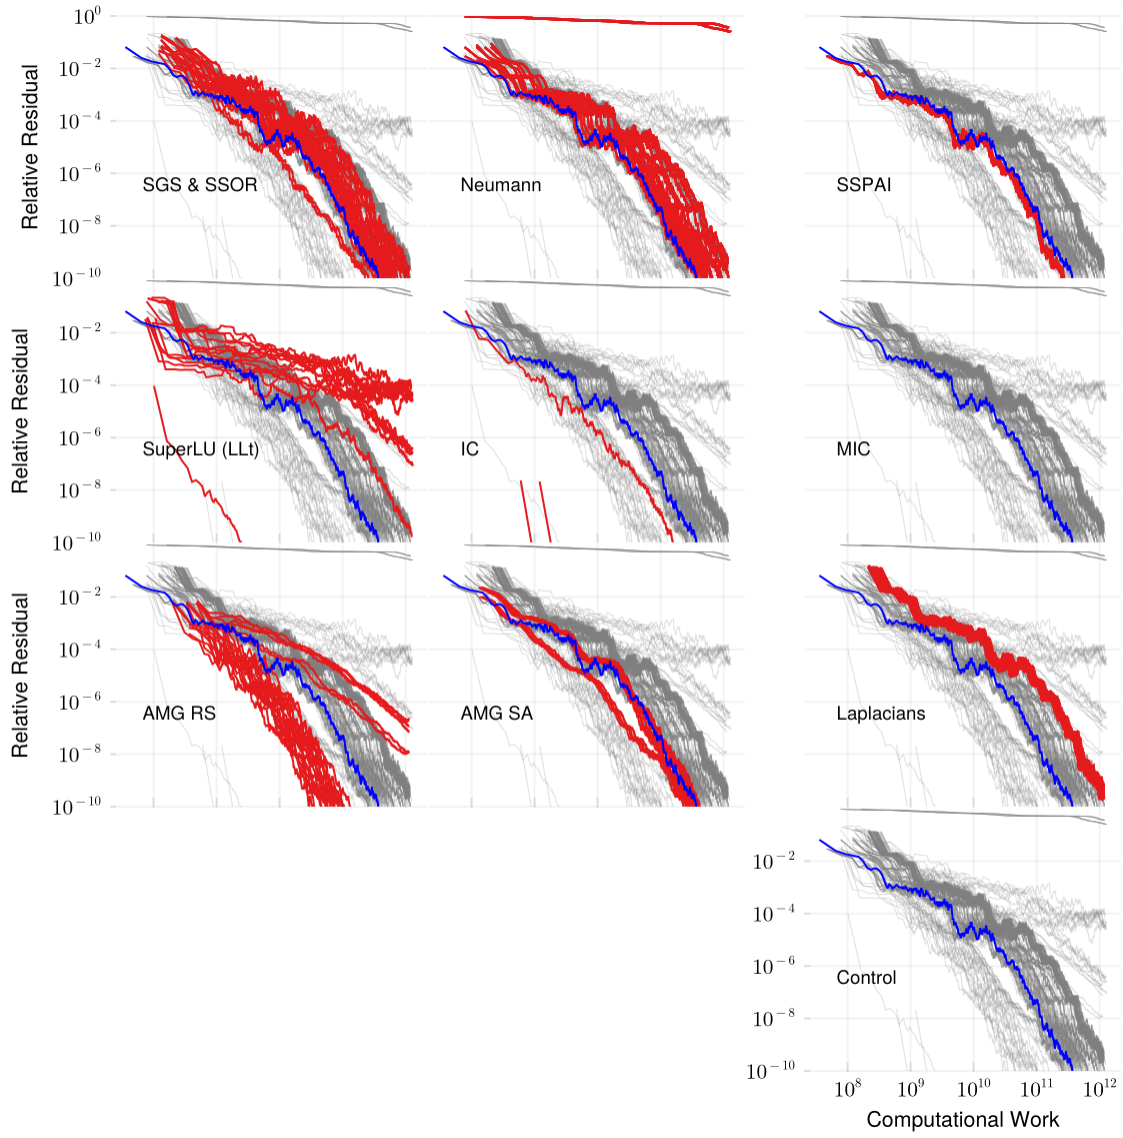 10^0
10^−2
10^−4
10^−6
10^−8
10^−10
Relative Residual
SGS & SSOR
Neumann
SSPAI
10^−2
10^−4
10^−6
10^−8
10^−10
Relative Residual
SuperLU (LLt)
IC
MIC
10^−2
10^−4
10^−6
10^−8
10^−10
Relative Residual
AMG RS
AMG SA
Laplacians
10^−2
10^−4
10^−6
10^−8
10^−10
Control
10^8
10^9
10^10
10^11
10^12
Computational Work